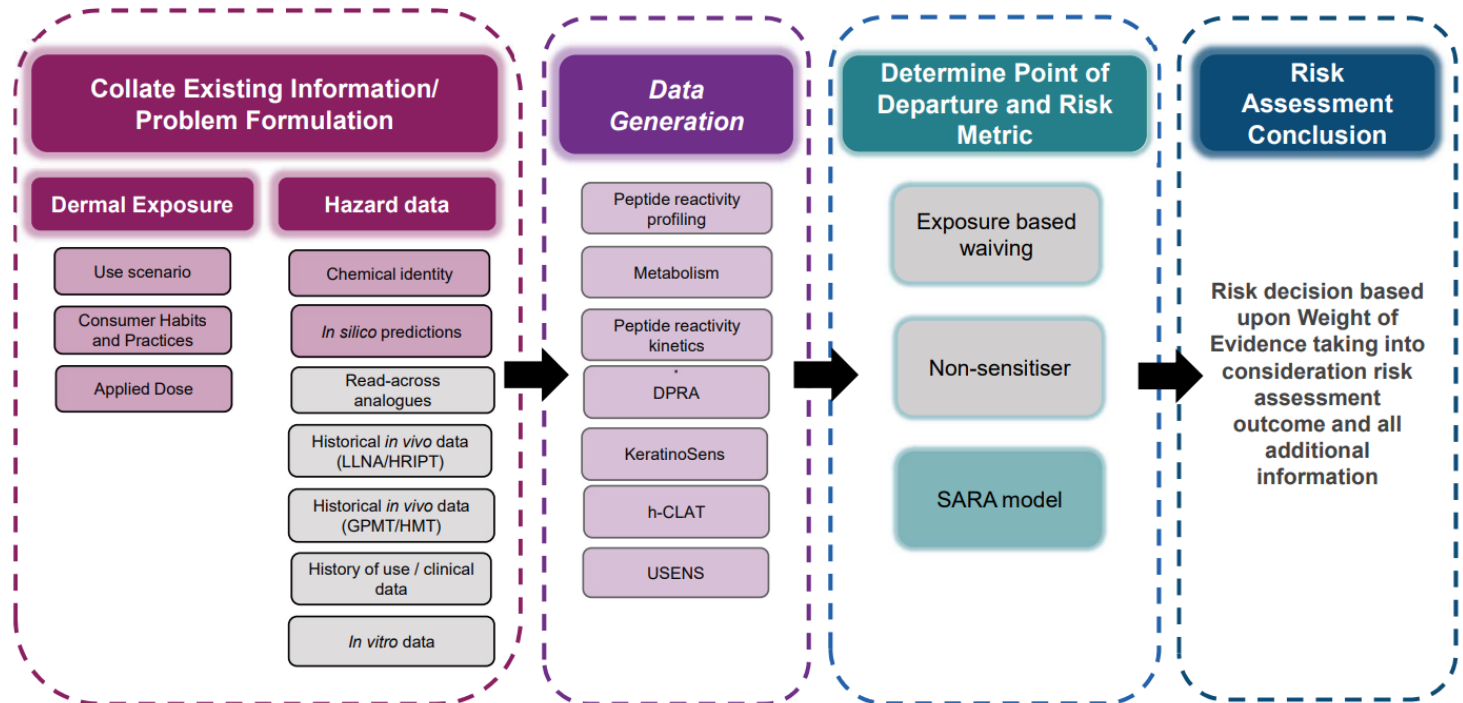 Collate Existing Information/
Problem Formulation
Dermal Exposure
Use scenario
Consumer Habits
and Practices
Applied Dose
Hazard data
Chemical identity
In silico predictions
Read-across
analogues
Historical in vivo data
(LLNA/HRIPT)
Historical in vivo data
(GPMT/HMT)
History of use / clinical
data
In vitro data
Data
Generation
Peptide reactivity
profiling
Metabolism
Peptide reactivity
kinetics
*
DPRA
KeratinoSens
h-CLAT
USENS
Determine Point of
Departure and Risk
Metric
Exposure based
waiving
Non-sensitiser
SARA model
Risk
Assessment
Conclusion
Risk decision based
upon Weight of
Evidence taking into
consideration risk
assessment
outcome and all
additional
information